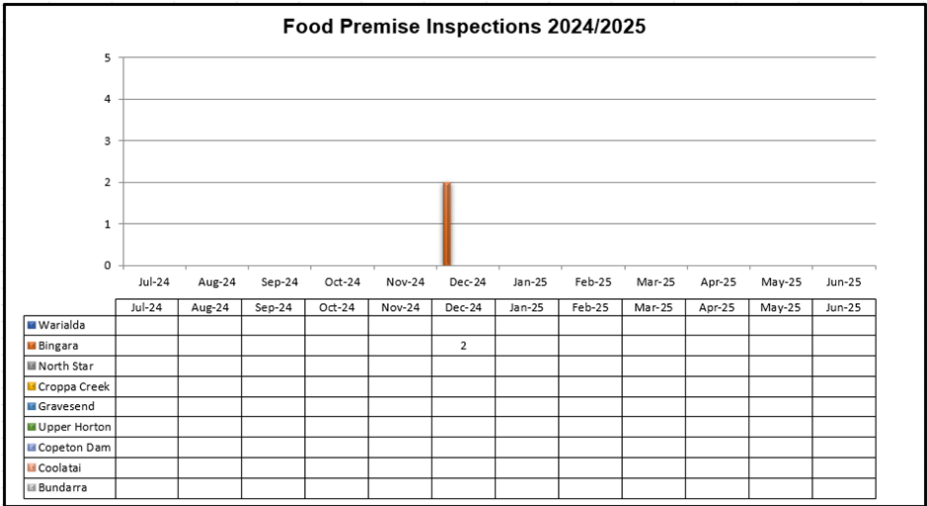 Food Premise Inspections 2024/2025
5
4
3
2
1
0
Jul-24 Aug-24 Sep-24 Oct-24 Nov-24 Dec-24 Jan-25 Feb-25 Mar-25 Apr-25 May-25 Jun-25
Jul-24 Aug-24 Sep-24 Oct-24 Nov-24 Dec-24 Jan-25 Feb-25 Mar-25 Apr-25 May-25 Jun-25
Warialda
Bingara 2
North Star
Croppa Creek
Gravesend
Upper Horton
Copeton Dam
Coolatai
Bundarra